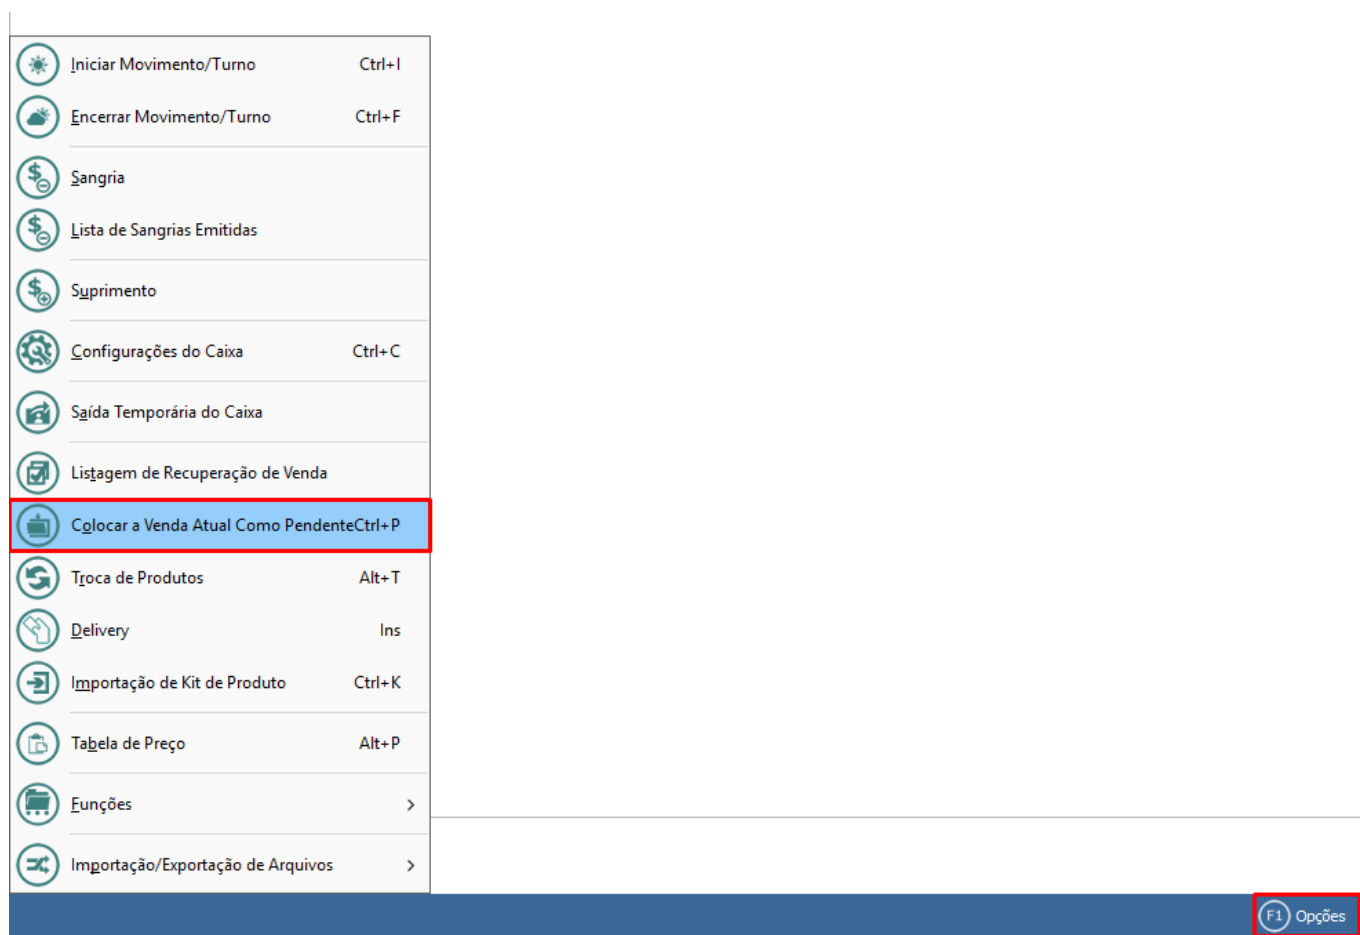 Iniciar Movimento/Turno Ctrl+I
Encerrar Movimento/Turno Ctrl+F
Sangria
Lista de Sangrias Emitidas
Suprimento
Configurações do Caixa Ctrl+C
Saída Temporária do Caixa
Listagem de Recuperação de Venda
Colocar a Venda Atual Como PendenteCtrl+P
Troca de Produtos Alt+T
Delivery Ins
Importação de Kit de Produto Ctrl+K
Tabela de Preço Alt+P
Funções >
Importação/Exportação de Arquivos >
F1 Opções